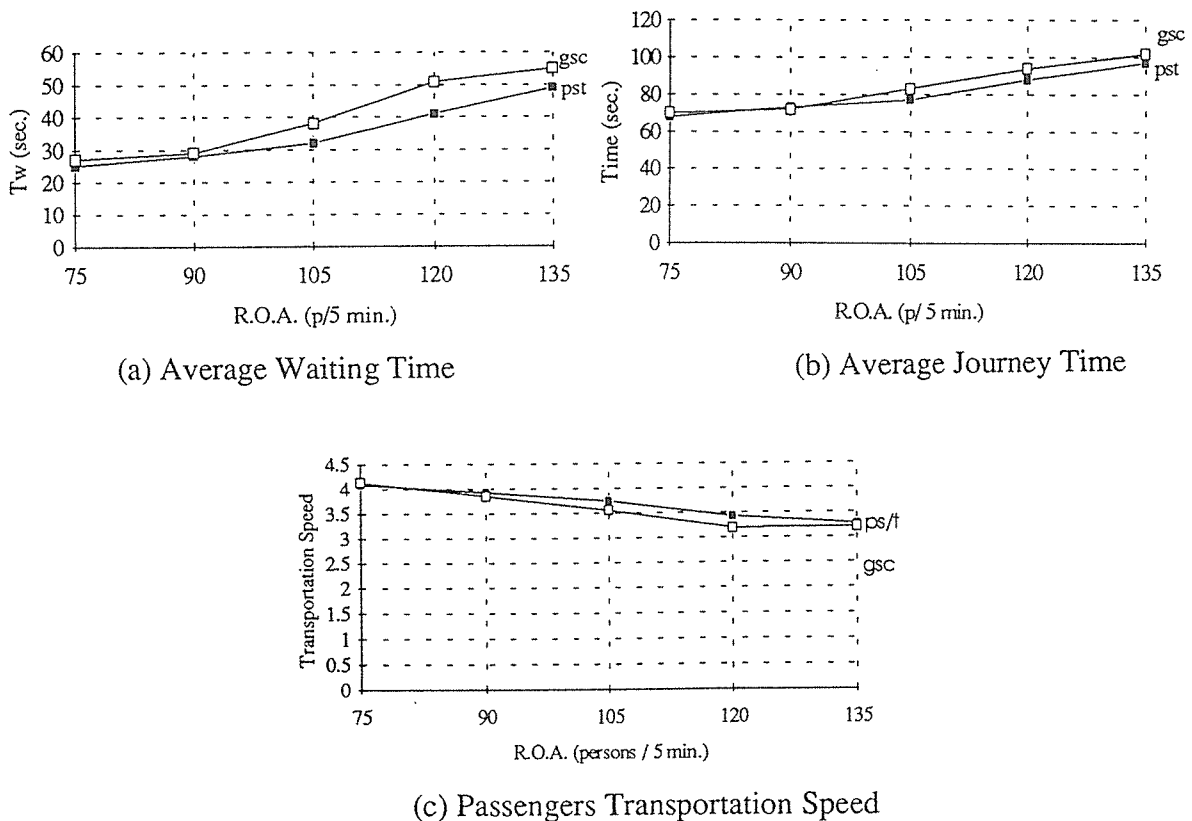 60
50
40
30
20
10
0
Tw (sec.)
gsc
pst
75 90 105 120 135
R.O.A. (p/5 min.)
(a) Average Waiting Time
120
100
80
60
40
20
0
Time (sec.)
gsc
pst
75 90 105 120 135
R.O.A. (p/ 5 min.)
(b) Average Journey Time
4.5
4
3.5
3
2.5
2
1.5
1
0.5
0
Transportation Speed
ps/t
gsc
75 90 105 120 135
R.O.A. (persons / 5 min.)
(c) Passengers Transportation Speed